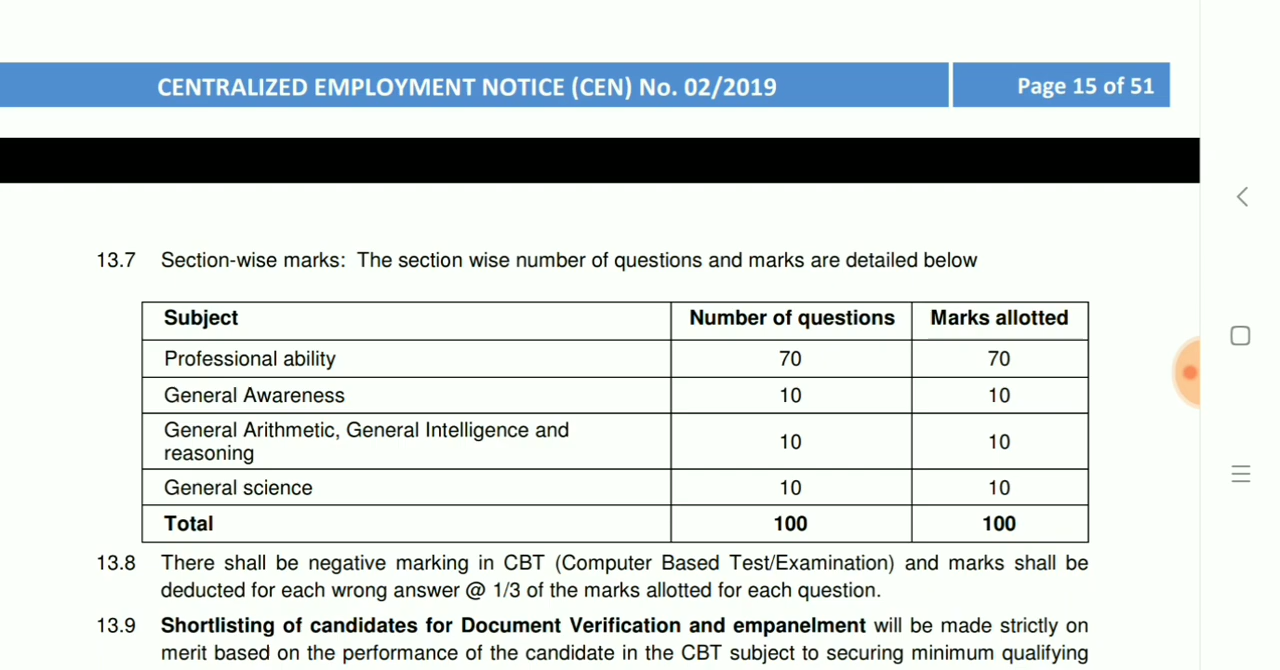 CENTRALIZED EMPLOYMENT NOTICE (CEN) No. 02/2019 Page 15 of 51
13.7 Section-wise marks: The section wise number of questions and marks are detailed below
Subject Number of questions Marks allotted
Professional ability 70 70
General Awareness 10 10
General Arithmetic, General Intelligence and
reasoning 10 10
General science 10 10
Total 100 100
13.8 There shall be negative marking in CBT (Computer Based Test/Examination) and marks shall be
deducted for each wrong answer @ 1/3 of the marks allotted for each question.
13.9 Shortlisting of candidates for Document Verification and empanelment will be made strictly on
merit based on the performance of the candidate in the CBT subject to securing minimum qualifying